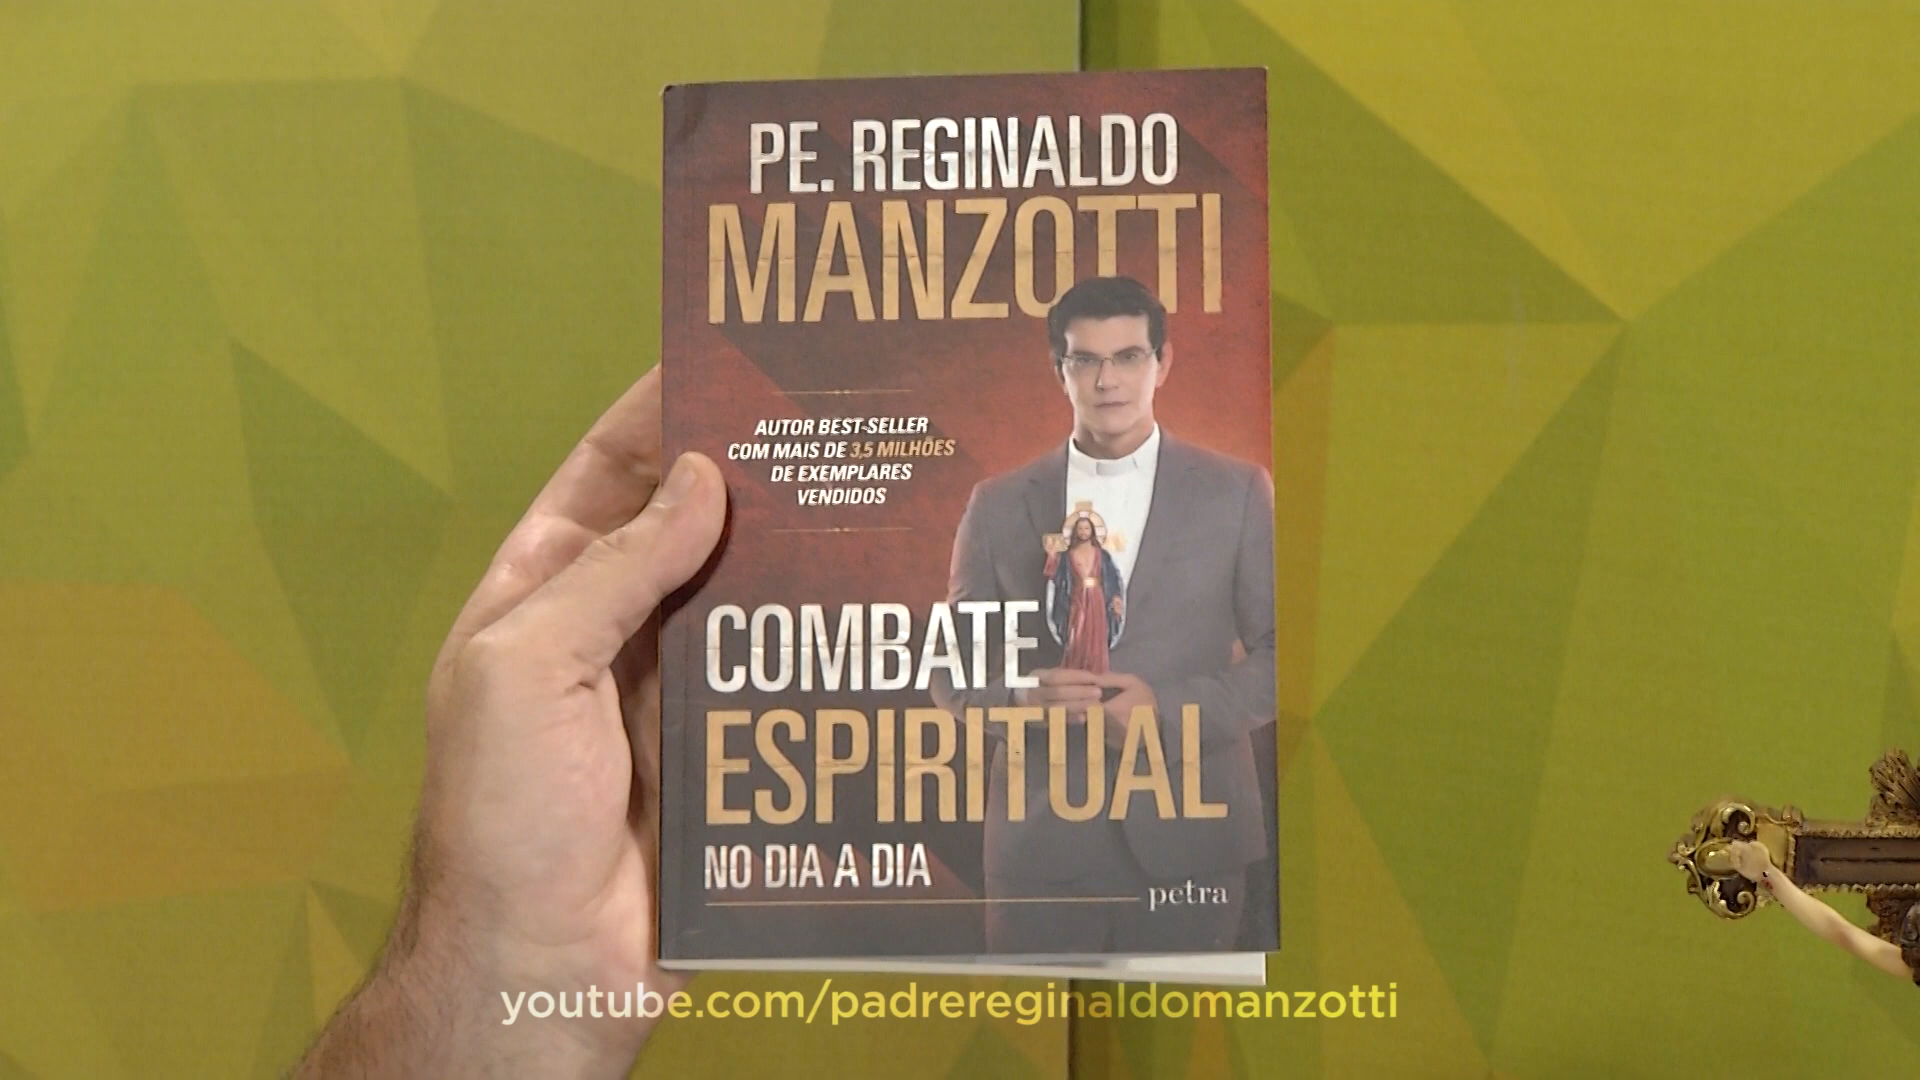 PE. REGINALDO
MANZOTTI
AUTOR BEST-SELLER
COM MAIS DE 3,5 MILHÕES
DE EXEMPLARES
VENDIDOS
COMBATE
ESPIRITUAL
NO DIA A DIA
petra
youtube.com/padrereginaldomanzotti